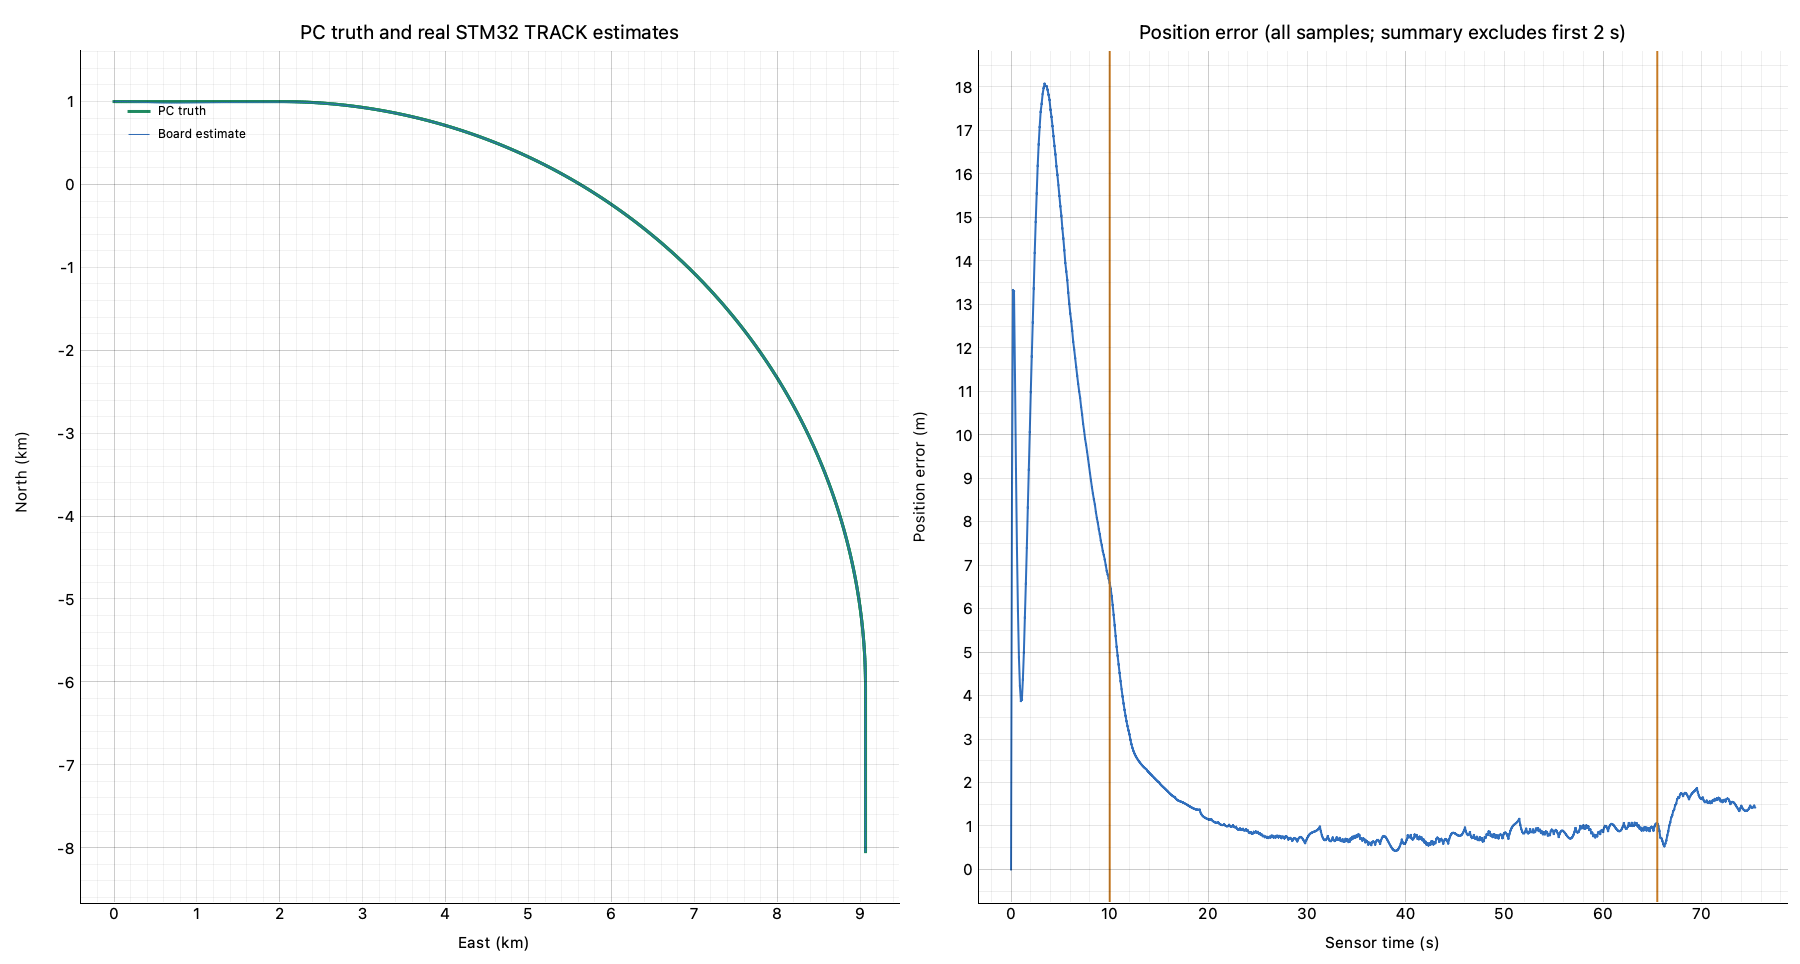 PC truth and real STM32 TRACK estimates
1
0
-1
-2
-3
-4
-5
-6
-7
-8
North (km)
PC truth
Board estimate
0 1 2 3 4 5 6 7 8 9
East (km)
Position error (all samples; summary excludes first 2 s)
18
17
16
15
14
13
12
11
10
9
8
7
6
5
4
3
2
1
0
Position error (m)
0 10 20 30 40 50 60 70
Sensor time (s)